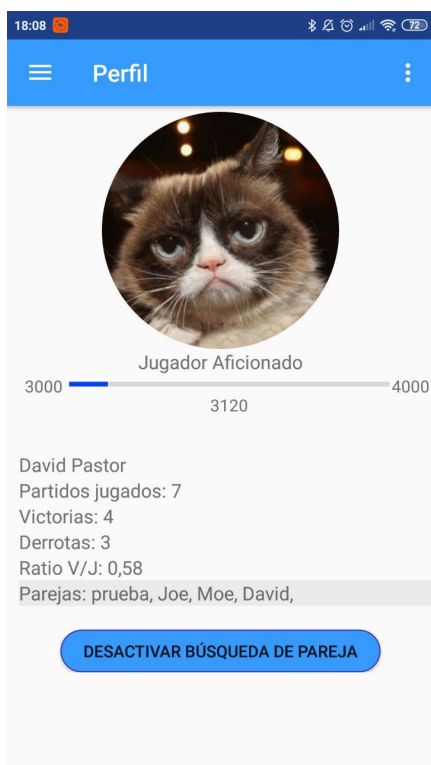 18:08
72
Perfil
Jugador Aficionado
3000
4000
3120
David Pastor
Partidos jugados: 7
Victorias: 4
Derrotas: 3
Ratio V/J: 0,58
Parejas: prueba, Joe, Moe, David,
DESACTIVAR BÚSQUEDA DE PAREJA